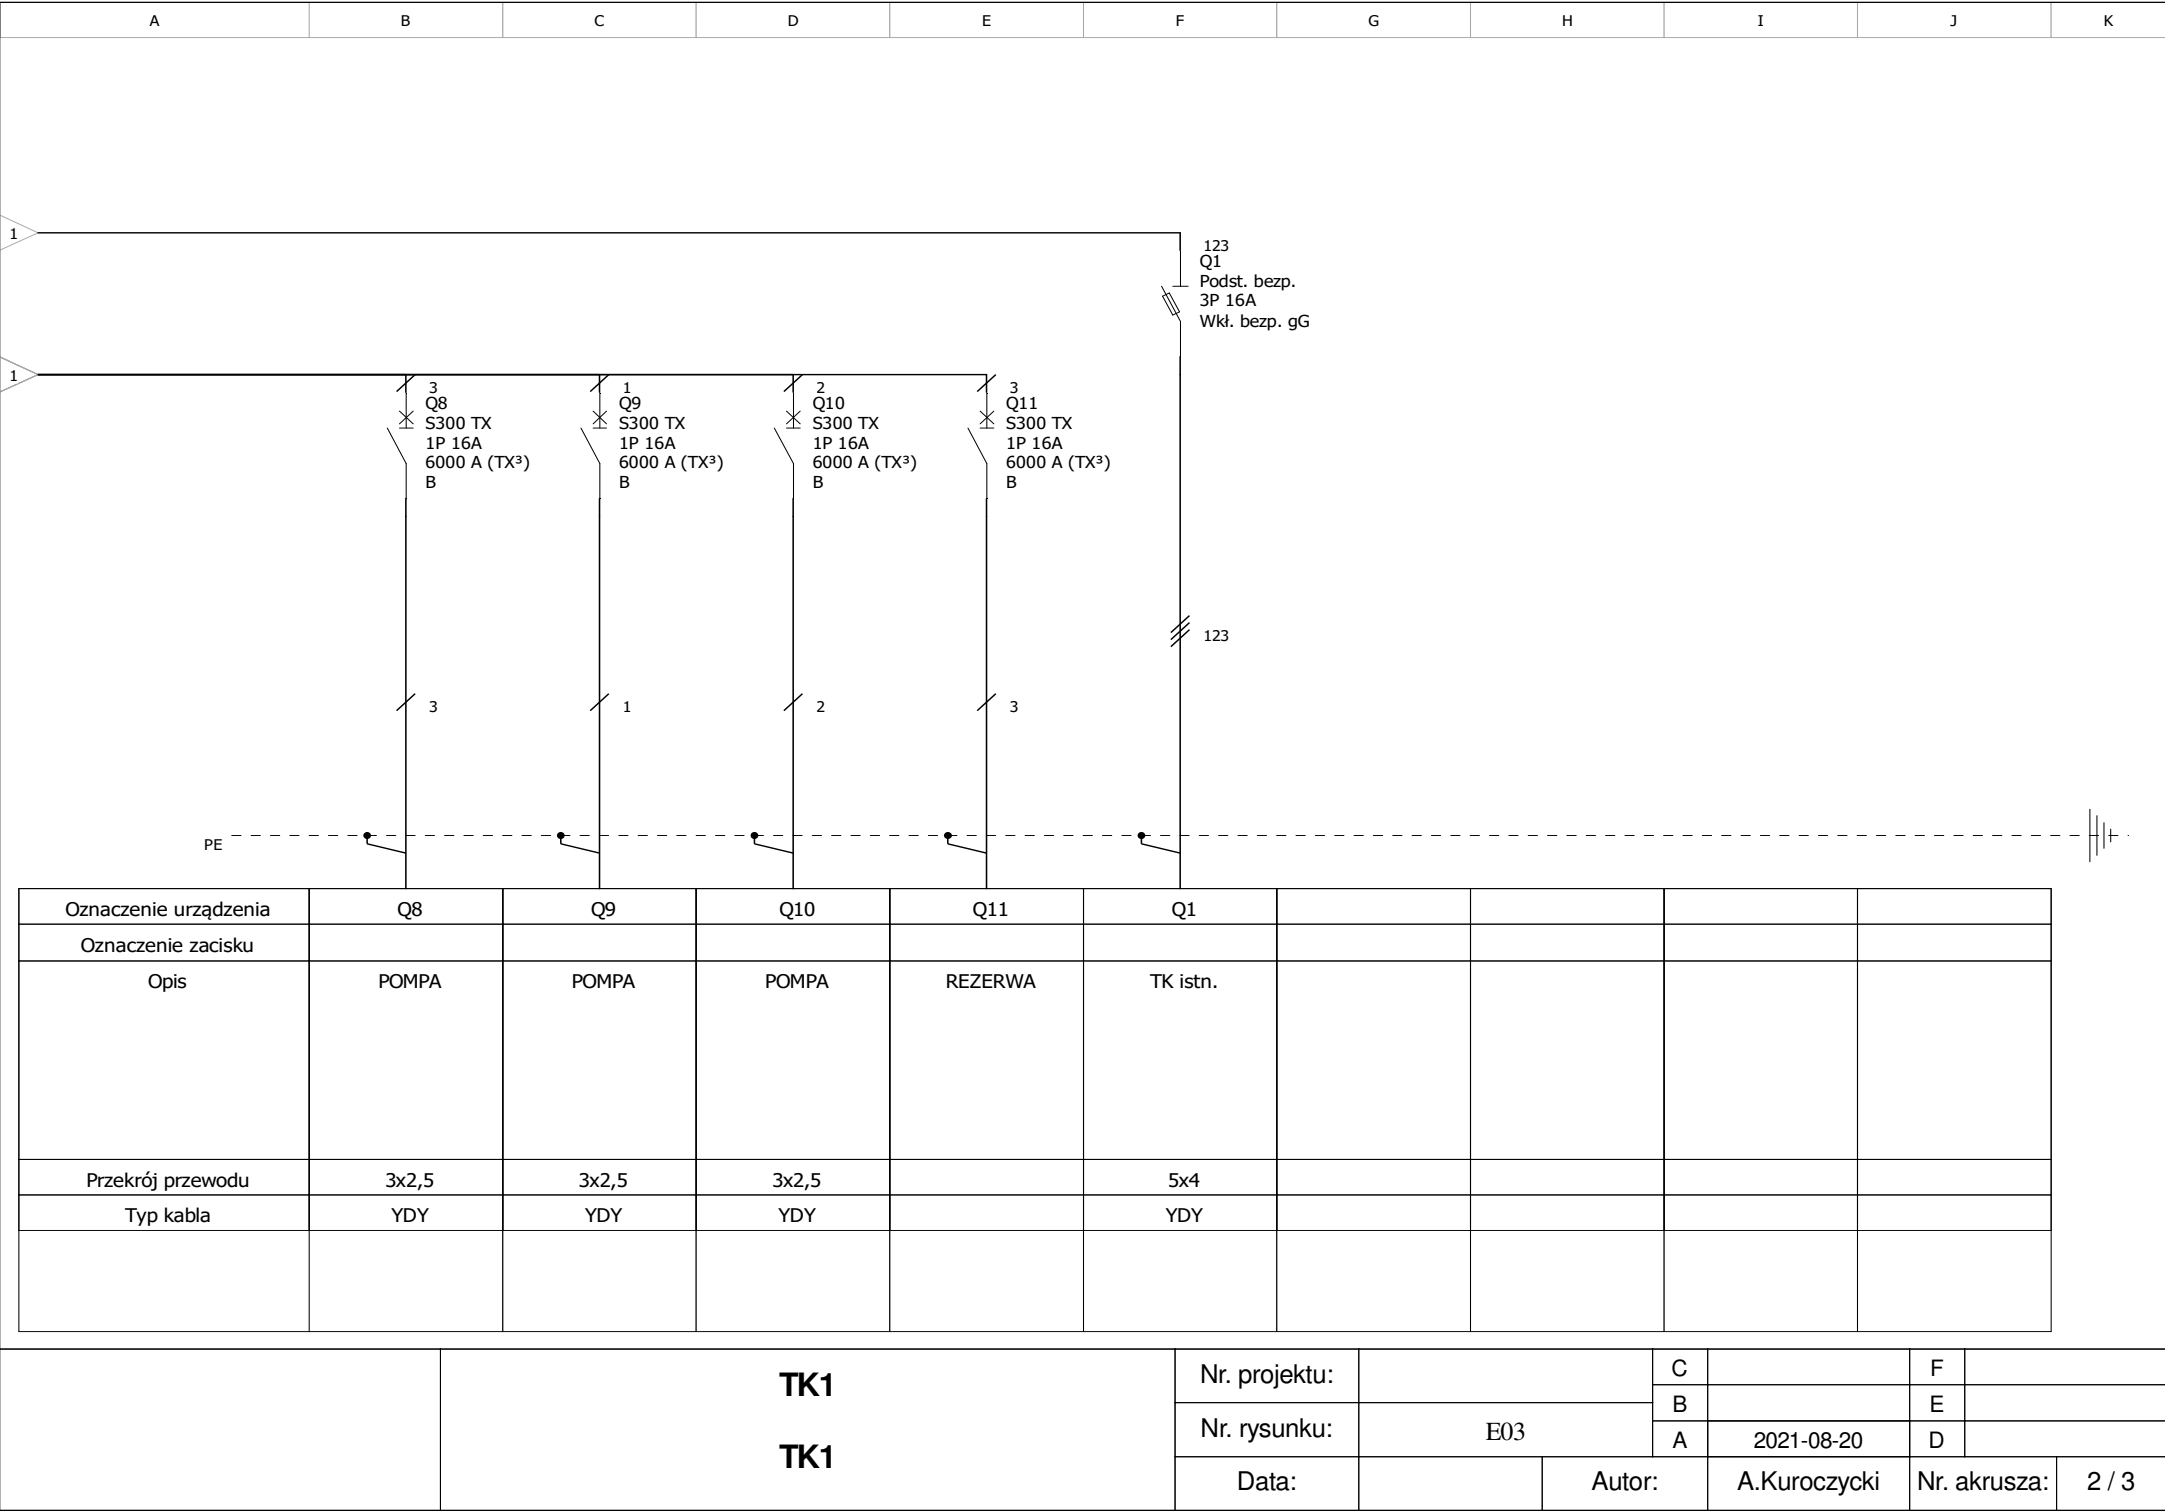 A B C D E F G H I J K
1
123
Q1
Podst. bezp.
3P 16A
Wkł. bezp. gG
1
3
Q8
S300 TX
1P 16A
6000 A (TX³)
B
1
Q9
S300 TX
1P 16A
6000 A (TX³)
B
2
Q10
S300 TX
1P 16A
6000 A (TX³)
B
3
Q11
S300 TX
1P 16A
6000 A (TX³)
B
123
3 1 2 3
PE
Oznaczenie urządzenia Q8 Q9 Q10 Q11 Q1
Oznaczenie zacisku
Opis POMPA POMPA POMPA REZERWA TK istn.
Przekrój przewodu 3x2,5 3x2,5 3x2,5 5x4
Typ kabla YDY YDY YDY YDY
TK1
TK1
Nr. projektu: C F
B E
Nr. rysunku: E03 A 2021-08-20 D
Data: Autor: A.Kuroczycki Nr. akrusza: 2 / 3